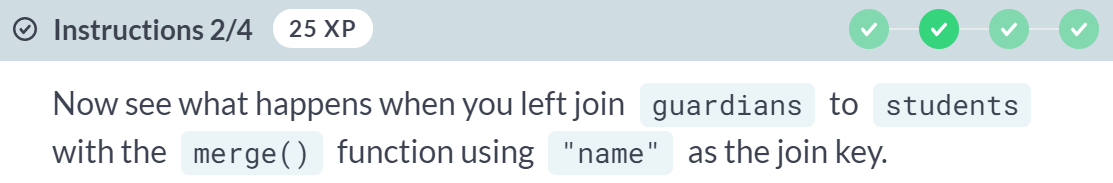 Instructions 2/4 25 XP
Now see what happens when you left join guardians to students
with the merge() function using "name" as the join key.